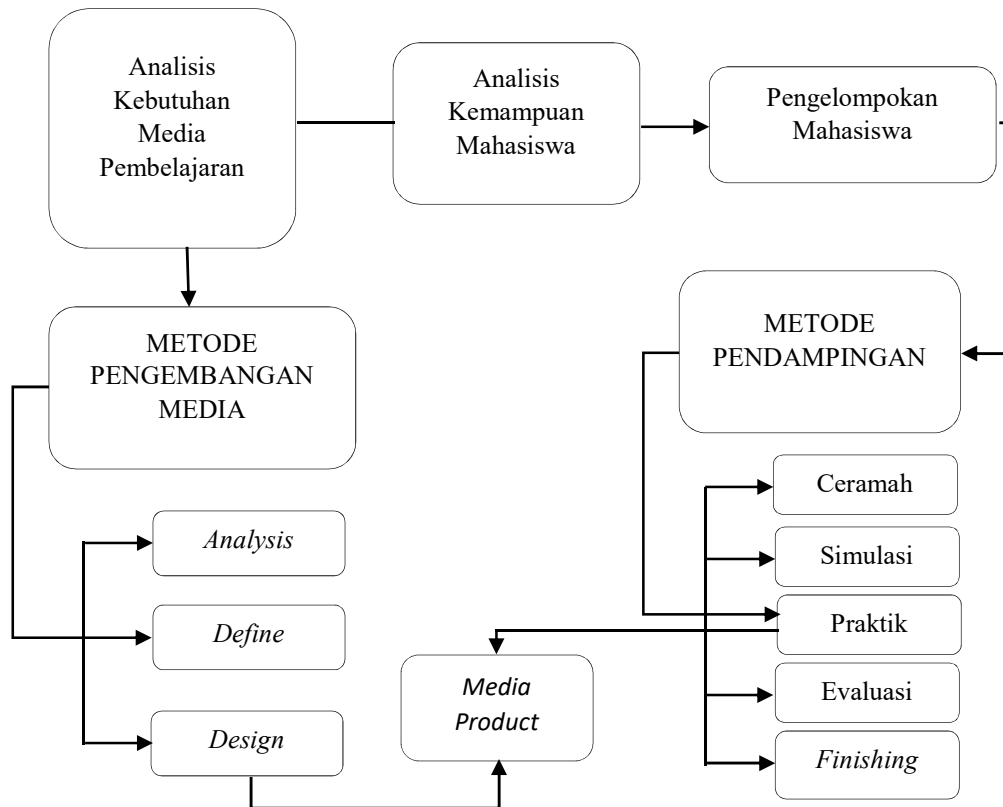 Analisis
Kebutuhan
Media
Pembelajaran
Analisis
Kemampuan
Mahasiswa
Pengelompokan
Mahasiswa
METODE
PENGEMBANGAN
MEDIA
METODE
PENDAMPINGAN
Analysis
Define
Design
Media
Product
Ceramah
Simulasi
Praktik
Evaluasi
Finishing